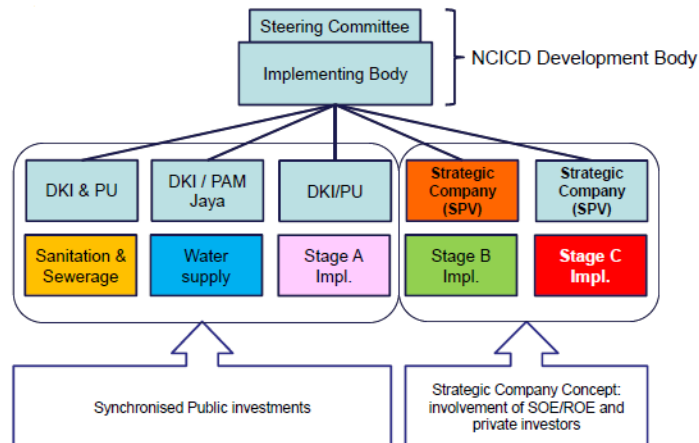 Steering Committee
Implementing Body
NCICD Development Body
DKI & PU
DKI / PAM
Jaya
DKI/PU
Strategic
Company
(SPV)
Strategic
Company
(SPV)
Sanitation &
Sewerage
Water
supply
Stage A
Impl.
Stage B
Impl.
Stage C
Impl.
Synchronised Public investments
Strategic Company Concept:
involvement of SOE/ROE and
private investors